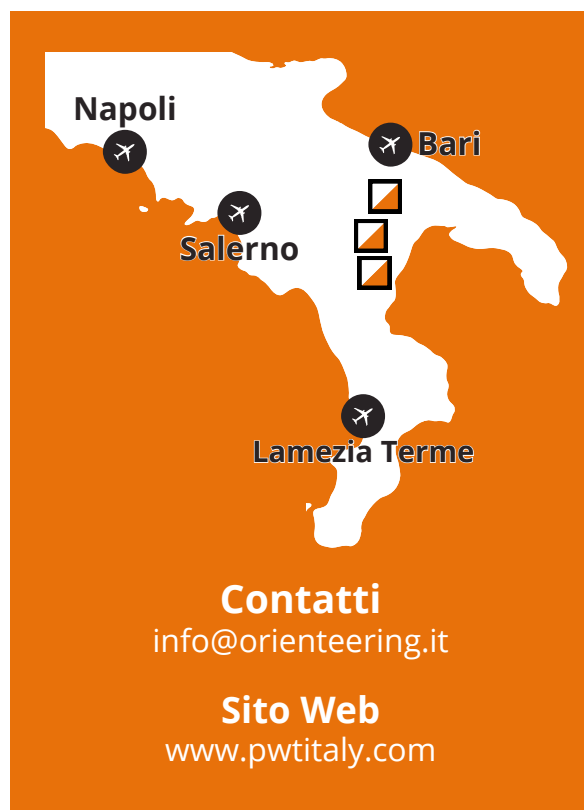 Napoli
Bari
Salerno
Lamezia Terme
Contatti
info@orienteering.it
Sito Web
www.pwtitaly.com